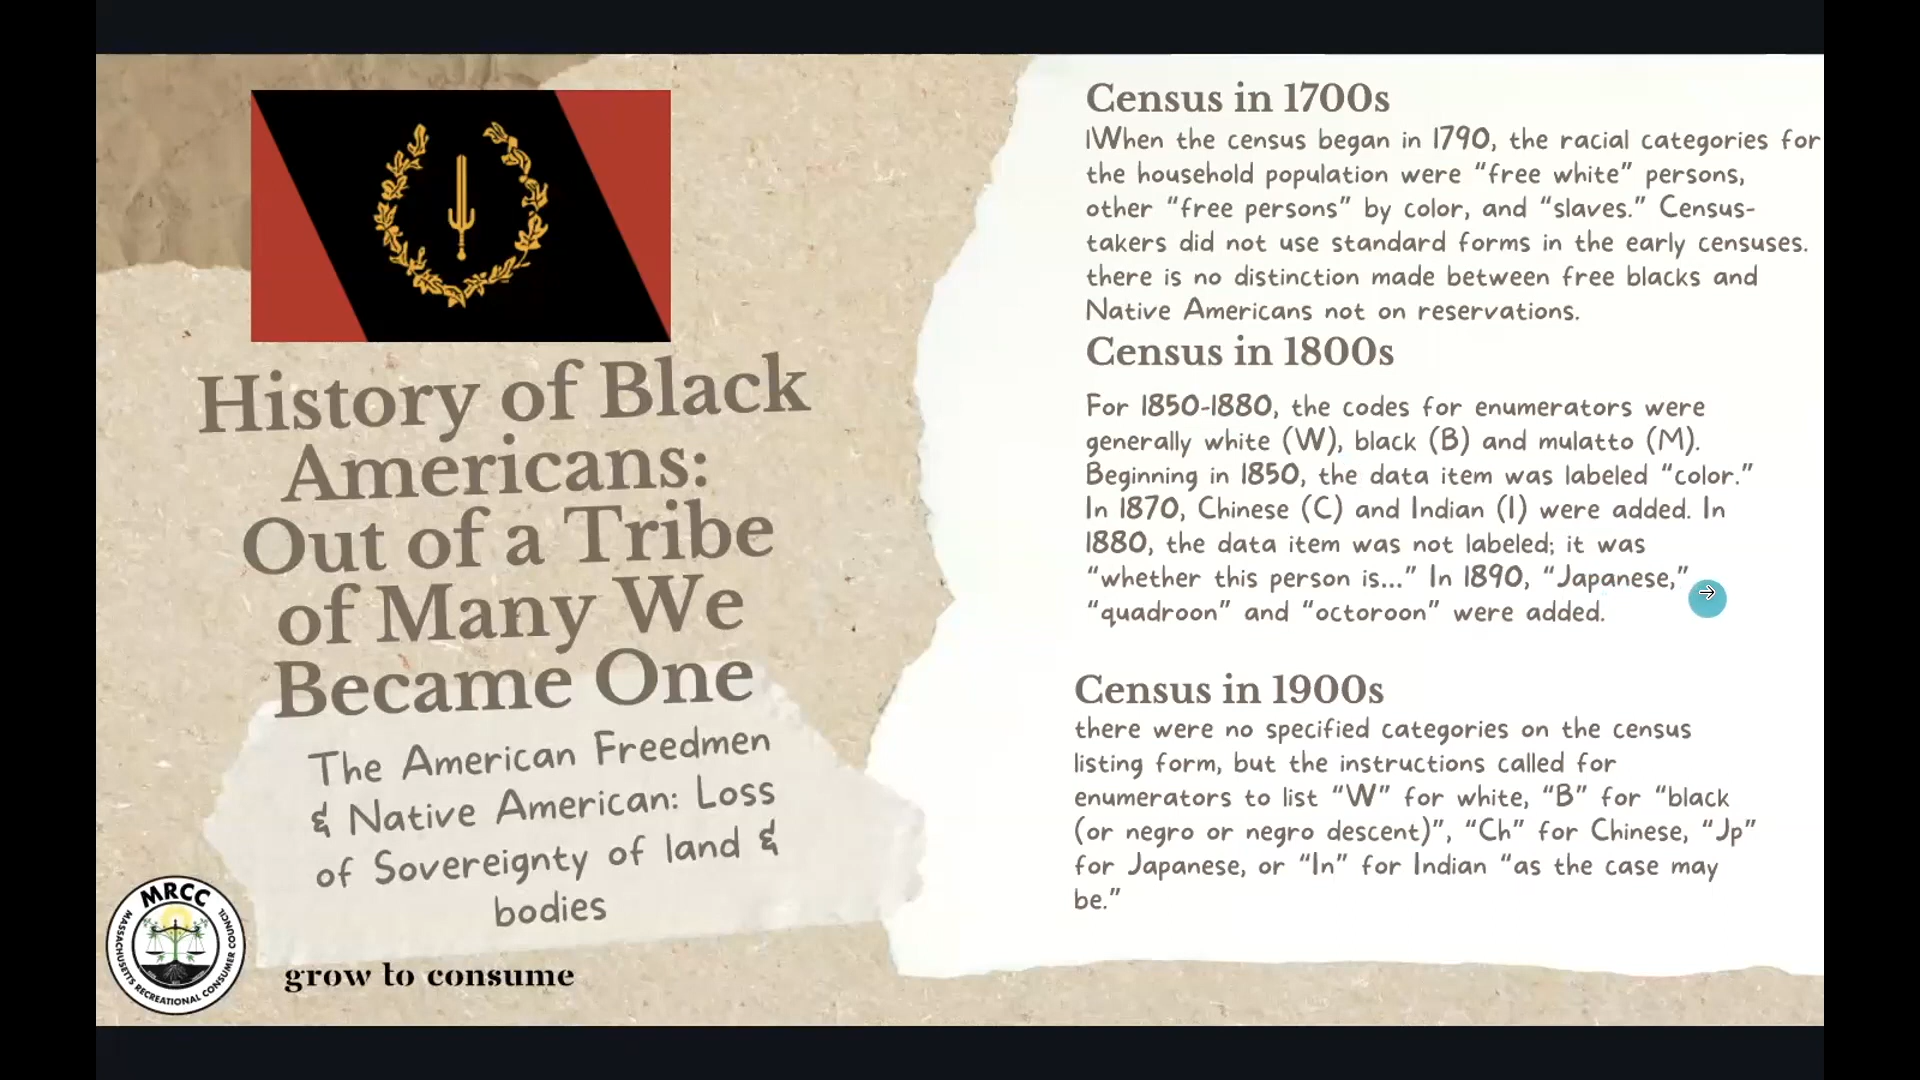 History of Black
Americans:
Out of a Tribe
of Many We
Became One
The American Freedmen
& Native American: Loss
of Sovereignty of land &
bodies
MRCC
MASSACHUSETTS RECREATIONAL CONSUMER COUNCIL
grow to consume
Census in 1700s
lWhen the census began in 1790, the racial categories for
the household population were “free white” persons,
other “free persons” by color, and “slaves.” Census-
takers did not use standard forms in the early censuses.
there is no distinction made between free blacks and
Native Americans not on reservations.
Census in 1800s
For 1850-1880, the codes for enumerators were
generally white (W), black (B) and mulatto (M).
Beginning in 1850, the data item was labeled “color.”
In 1870, Chinese (C) and Indian (I) were added. In
1880, the data item was not labeled; it was
“whether this person is...” In 1890, “Japanese,”
“quadroon” and “octoroon” were added.
Census in 1900s
there were no specified categories on the census
listing form, but the instructions called for
enumerators to list “W” for white, “B” for “black
(or negro or negro descent)”, “Ch” for Chinese, “Jp”
for Japanese, or “In” for Indian “as the case may
be.”